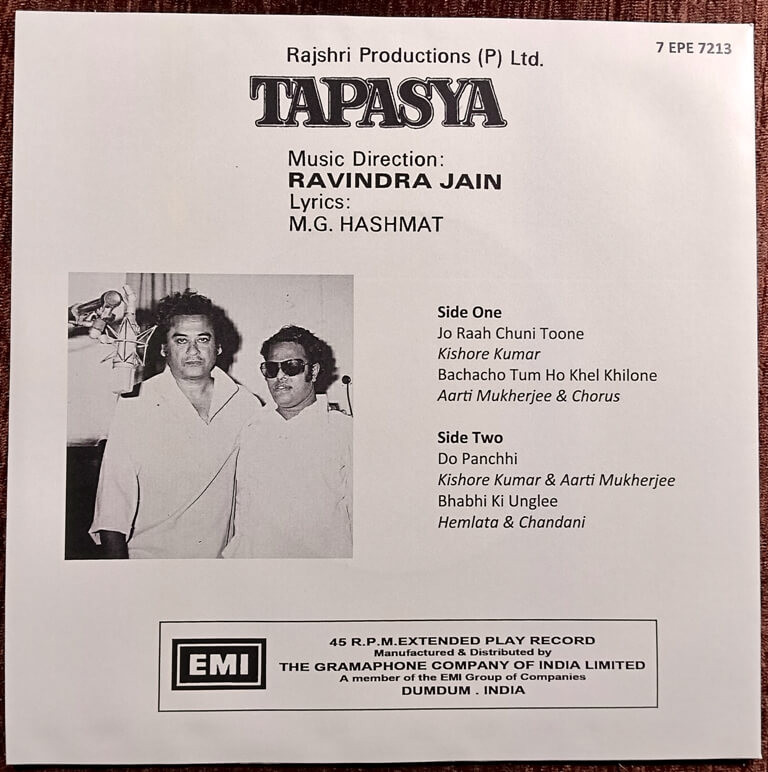 Rajshri Productions (P) Ltd.
7 EPE 7213
TAPASYA
Music Direction:
RAVINDRA JAIN
Lyrics:
M.G. HASHMAT
Side One
Jo Raah Chuni Toone
Kishore Kumar
Bachacho Tum Ho Khel Khilone
Aarti Mukherjee & Chorus
Side Two
Do Panchhi
Kishore Kumar & Aarti Mukherjee
Bhabhi Ki Unglee
Hemlata & Chandani
EMI
45 R.P.M.EXTENDED PLAY RECORD
Manufactured & Distributed by
THE GRAMAPHONE COMPANY OF INDIA LIMITED
A member of the EMI Group of Companies
DUMDUM . INDIA